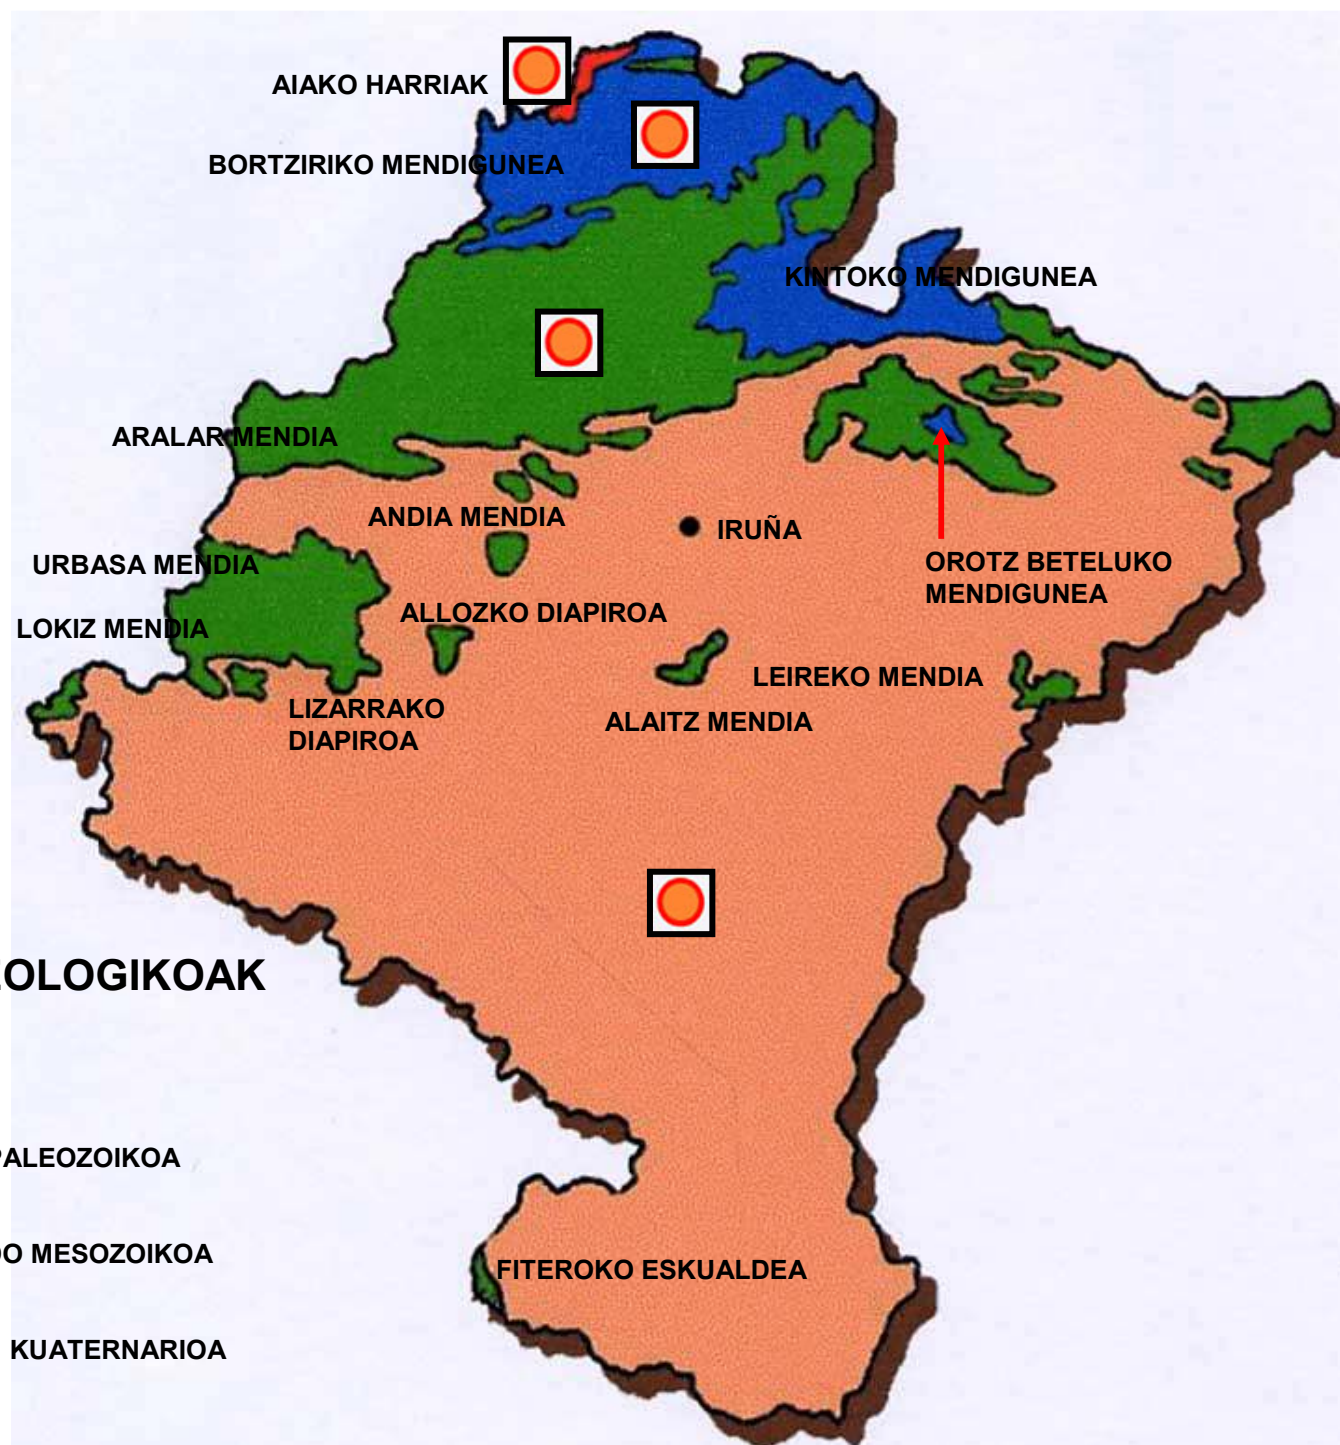 AIAKO HARRIAK
BORTZIRIKO MENDIGUNEA
KINTOKO MENDIGUNEA
ARALAR MENDIA
ANDIA MENDIA
IRUÑA
URBASA MENDIA
OROTZ BETELUKO
MENDIGUNEA
ALLOZKO DIAPIROA
LOKIZ MENDIA
LEIREKO MENDIA
LIZARRAKO
DIAPIROA
ALAITZ MENDIA
OLOGIKOAK
PALEOZOIKOA
DO MESOZOIKOA
FITEROKO ESKUALDEA
KUATERNARIOA